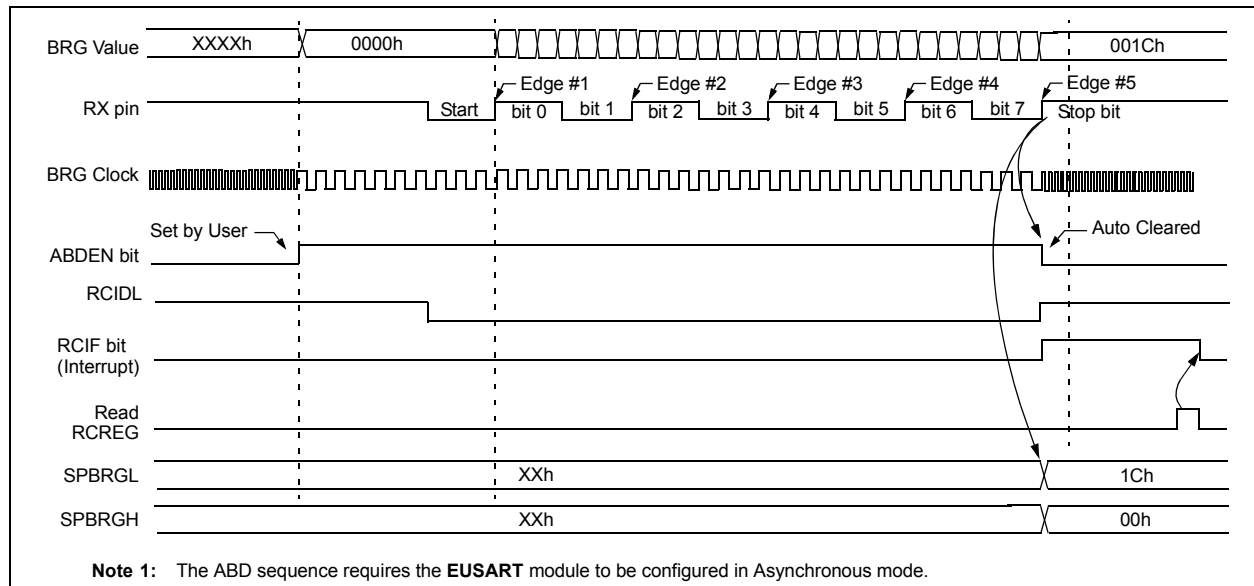 BRG Value XXXXh 0000h 001Ch
Edge #1 Edge #2 Edge #3 Edge #4 Edge #5
RX pin Start bit 0 bit 1 bit 2 bit 3 bit 4 bit 5 bit 6 bit 7 Stop bit
BRG Clock
Set by User Auto Cleared
ABDEN bit
RCIDL
RCIF bit
(Interrupt)
Read
RCREG
SPBRGL XXh 1Ch
SPBRGH XXh 00h
Note 1: The ABD sequence requires the EUSART module to be configured in Asynchronous mode.